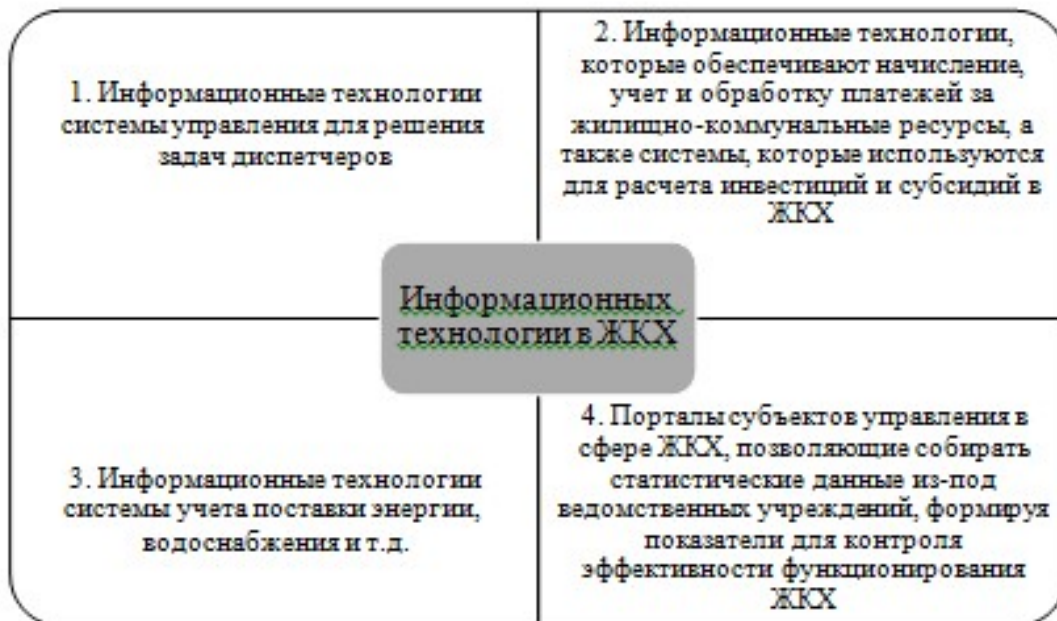 1. Информационные технологии
системы управления для решения
задач диспетчеров
2. Информационные технологии,
которые обеспечивают начисление,
учет и обработку платежей за
жилищно-коммунальные ресурсы, а
также системы, которые используются
для расчета инвестиций и субсидий в
ЖКХ
Информационных
технологии в ЖКХ
3. Информационные технологии
системы учета поставки энергии,
водоснабжения и т.д.
4. Порталы субъектов управления в
сфере ЖКХ, позволяющие собирать
статистические данные из-под
ведомственных учреждений, формируя
показатели для контроля
эффективности функционирования
ЖКХ